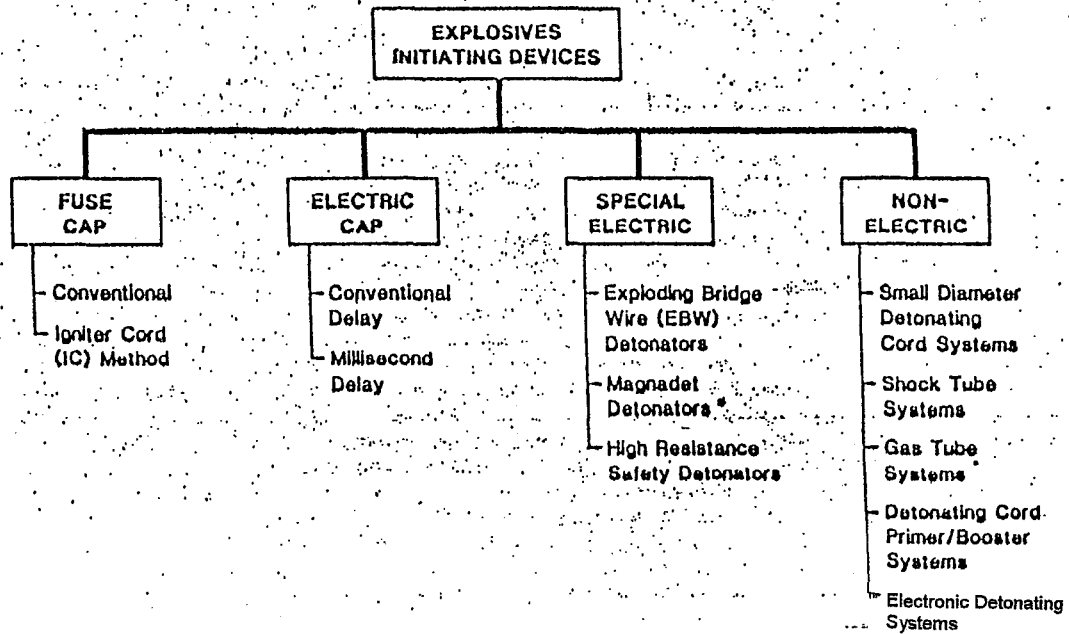 EXPLOSIVES
INITIATING DEVICES
FUSE
CAP
Conventional
Igniter Cord
(IC) Method
ELECTRIC
CAP
Conventional
Delay
Millisecond
Delay
SPECIAL
ELECTRIC
Exploding Bridge
Wire (EBW)
Detonators
Magnadet
Detonators*
High Resistance
Safety Detonators
NON-
ELECTRIC
Small Diameter
Detonating
Cord Systems
Shock Tube
Systems
Gas Tube
Systems*
Detonating Cord
Primer/Booster
Systems
Electronic Detonating
Systems